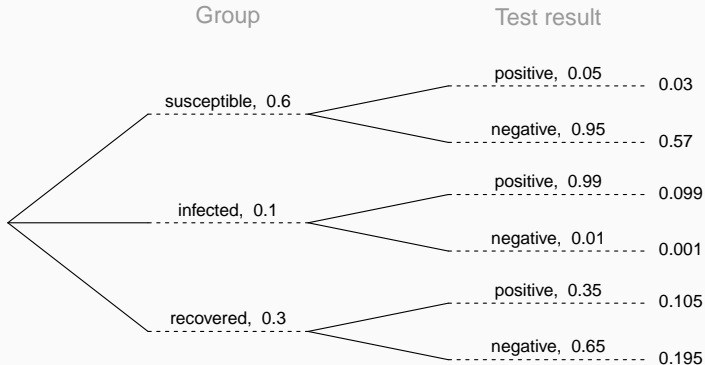 Group Test result
positive, 0.05
0.03
susceptible, 0.6
negative, 0.95
0.57
positive, 0.99
0.099
infected, 0.1
negative, 0.01
0.001
positive, 0.35
0.105
recovered, 0.3
negative, 0.65
0.195